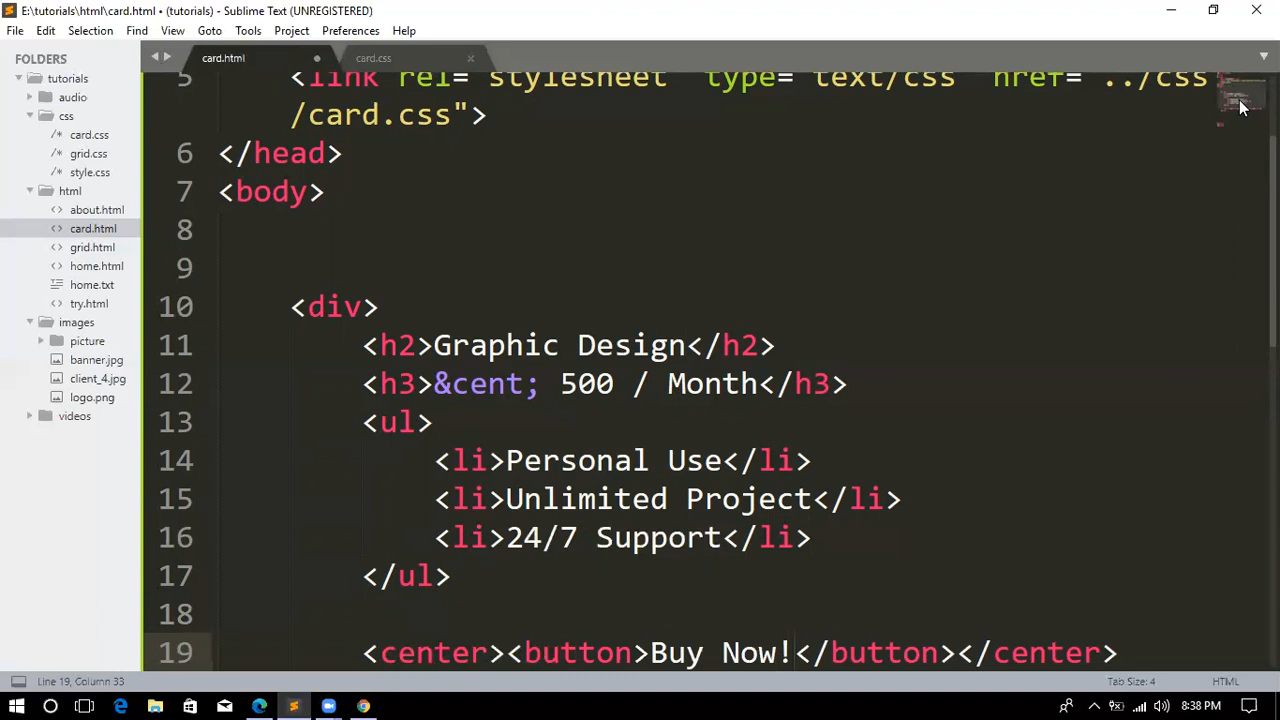 E:\tutorials\html\card.html • (tutorials) - Sublime Text (UNREGISTERED)
File Edit Selection Find View Goto Tools Project Preferences Help
FOLDERS
tutorials
audio
css
card.css
grid.css
style.css
html
about.html
card.html
grid.html
home.html
home.txt
try.html
images
picture
banner.jpg
client_4.jpg
logo.png
videos
card.html card.css
5 <link rel="stylesheet" type="text/css" href="../css
/card.css">
6 </head>
7 <body>
8
9
10 <div>
11 <h2>Graphic Design</h2>
12 <h3>&cent; 500 / Month</h3>
13 <ul>
14 <li>Personal Use</li>
15 <li>Unlimited Project</li>
16 <li>24/7 Support</li>
17 </ul>
18
19 <center><button>Buy Now!</button></center>
Line 19, Column 33 Tab Size: 4 HTML
8:38 PM